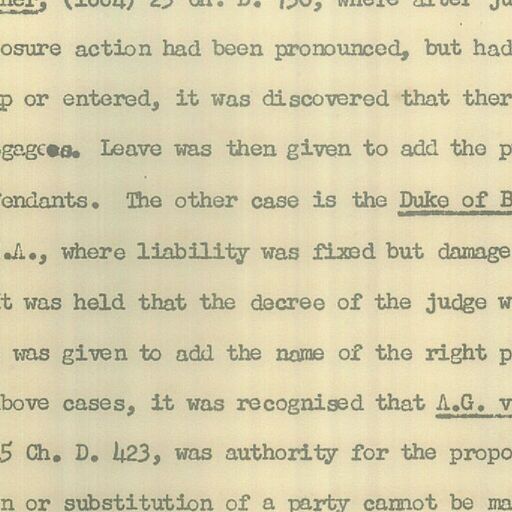 (1884) 25 Ch. D. 750, where after ju
osure action had been pronounced, but had
p or entered, it was discovered that ther
gagees. Leave was then given to add the p
endants. The other case is the Duke of B
.A., where liability was fixed but damage
t was held that the decree of the judge w
was given to add the name of the right p
bove cases, it was recognised that A.G. v
5 Ch. D. 423, was authority for the propo
n or substitution of a party cannot be ma